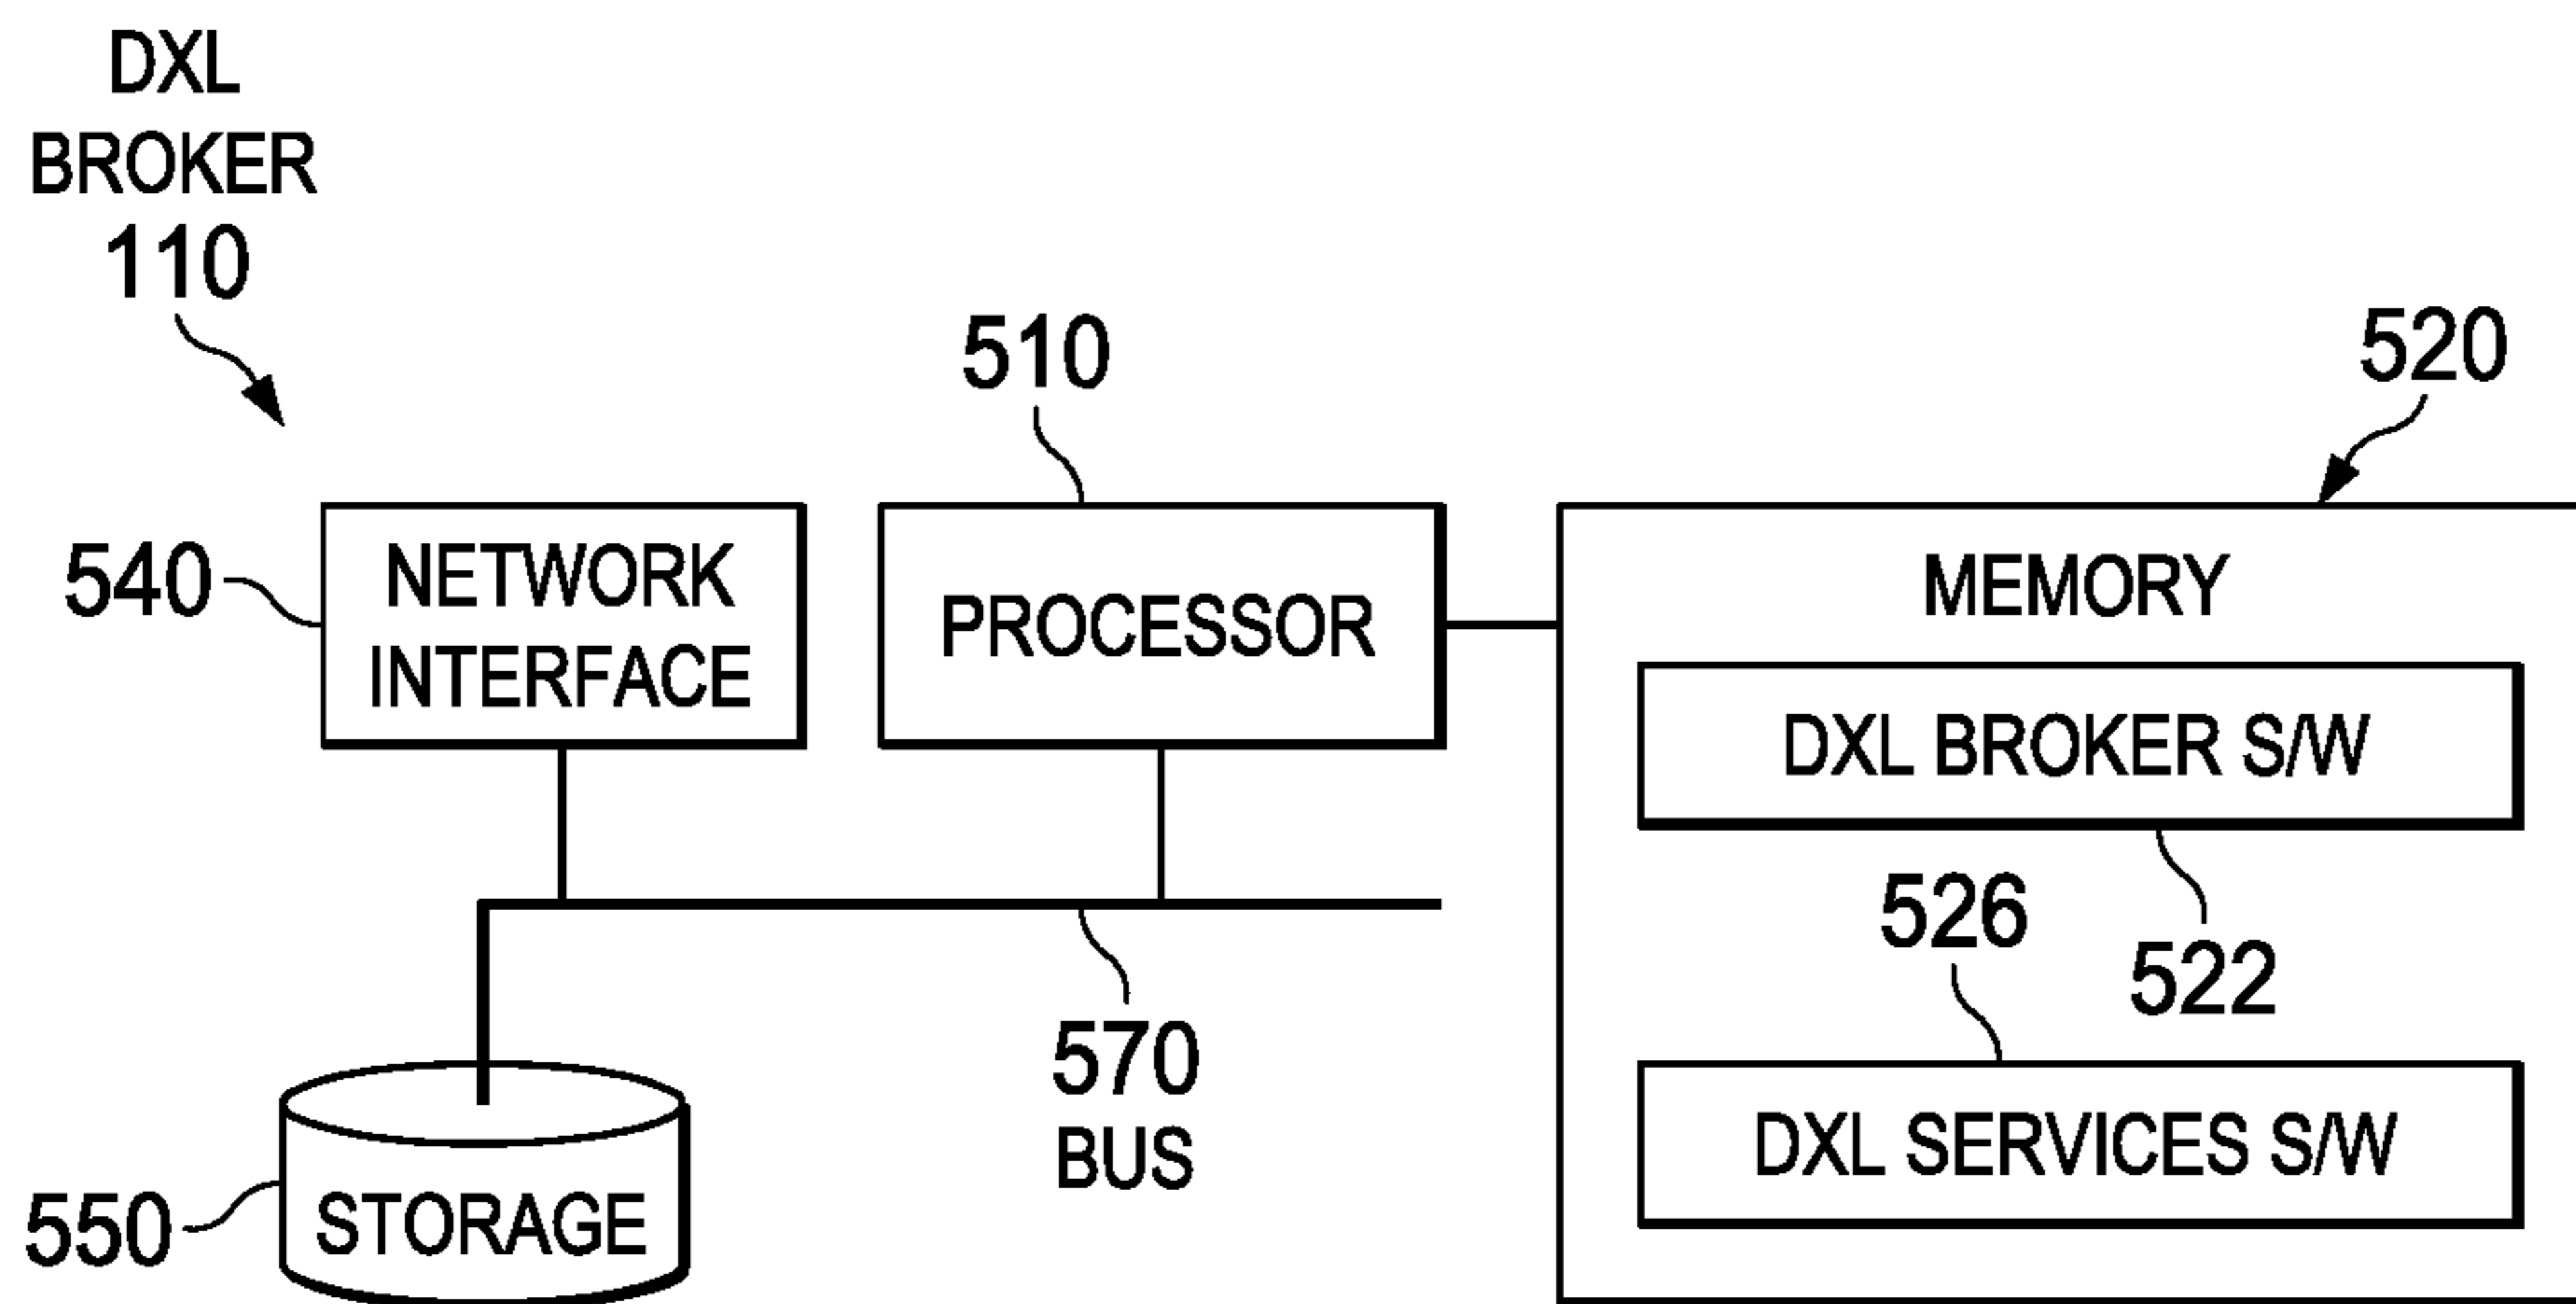 DXL
BROKER
110
510
520
540
NETWORK
INTERFACE
PROCESSOR
MEMORY
DXL BROKER S/W
526
522
570
BUS
DXL SERVICES S/W
550
STORAGE